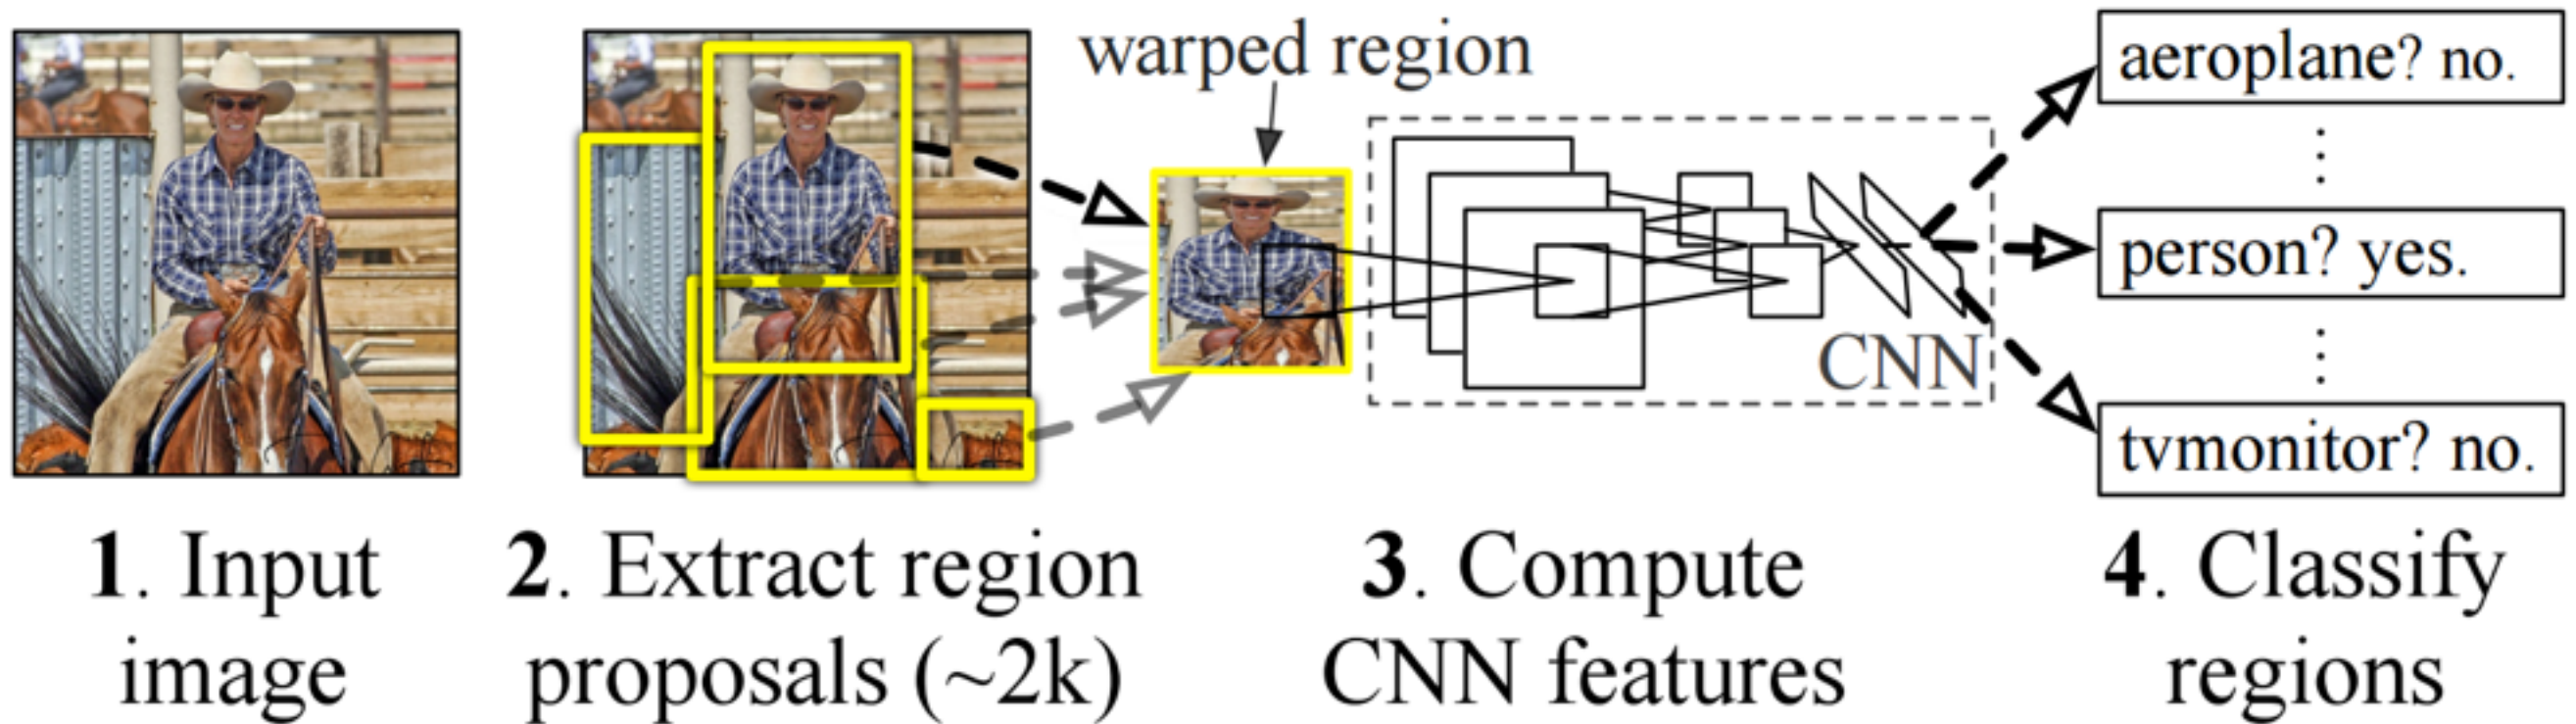 warped region
aeroplane? no.
person? yes.
CNN
tvmonitor? no.
1. Input
image
2. Extract region
proposals (~2k)
3. Compute
CNN features
4. Classify
regions